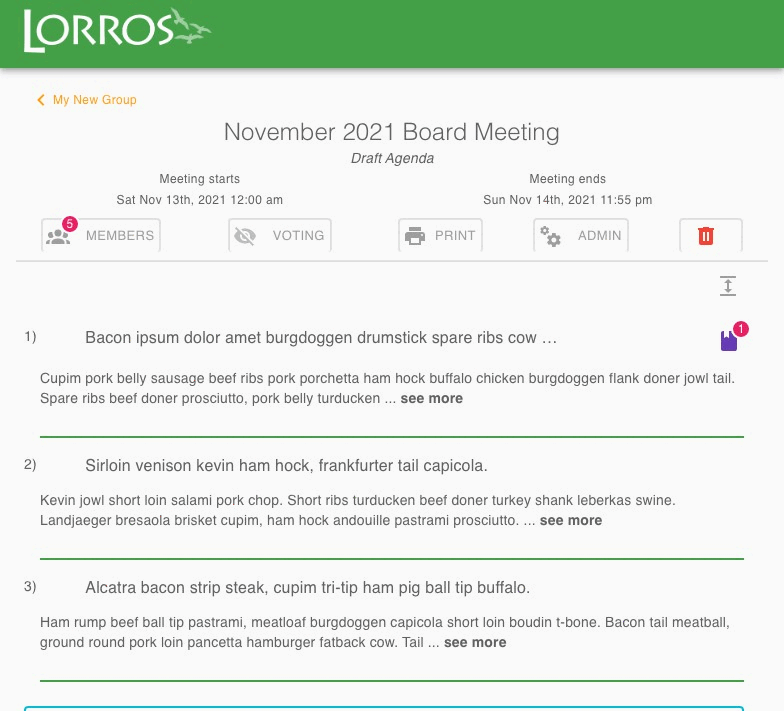 LORROS
My New Group
November 2021 Board Meeting
Draft Agenda
Meeting starts
Sat Nov 13th, 2021 12:00 am
Meeting ends
Sun Nov 14th, 2021 11:55 pm
5 MEMBERS
VOTING
PRINT
ADMIN
1) Bacon ipsum dolor amet burgdoggen drumstick spare ribs cow ...
1
Cupim pork belly sausage beef ribs pork porchetta ham hock buffalo chicken burgdoggen flank doner jowl tail.
Spare ribs beef doner prosciutto, pork belly turducken ... see more
2) Sirloin venison kevin ham hock, frankfurter tail capicola.
Kevin jowl short loin salami pork chop. Short ribs turducken beef doner turkey shank leberkas swine.
Landjaeger bresaola brisket cupim, ham hock andouille pastrami prosciutto. ... see more
3) Alcatra bacon strip steak, cupim tri-tip ham pig ball tip buffalo.
Ham rump beef ball tip pastrami, meatloaf burgdoggen capicola short loin boudin t-bone. Bacon tail meatball,
ground round pork loin pancetta hamburger fatback cow. Tail ... see more